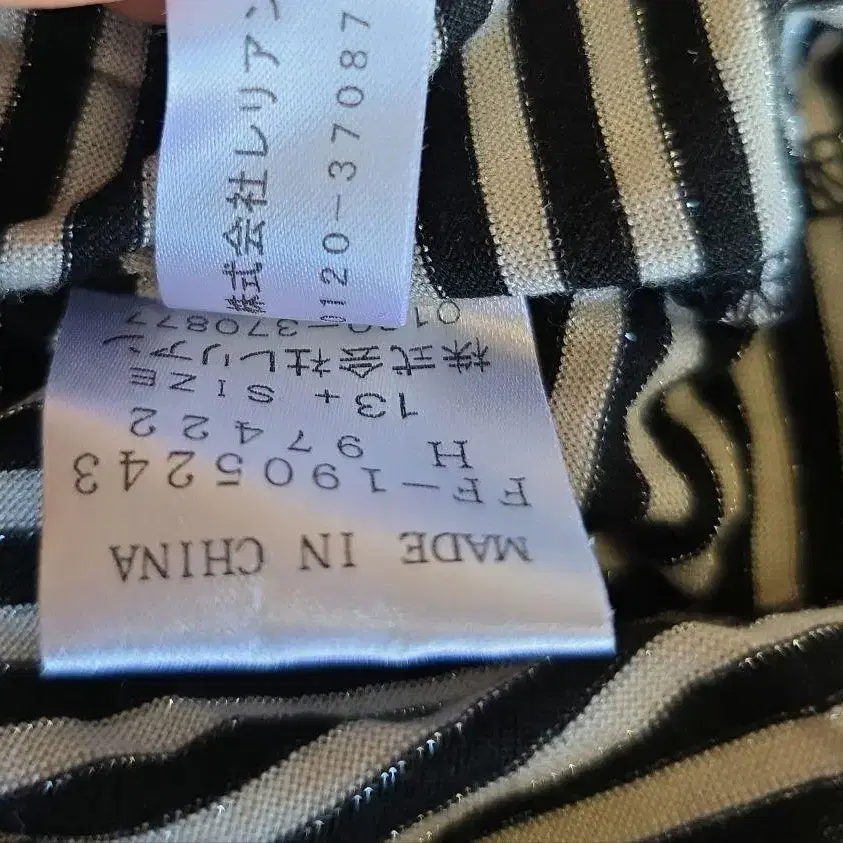 株式会社レリアン
0120-37087
MADE IN CHINA
FF-1905243
H 97422
13+ SIZE
株式会社レリアン
0120-370877